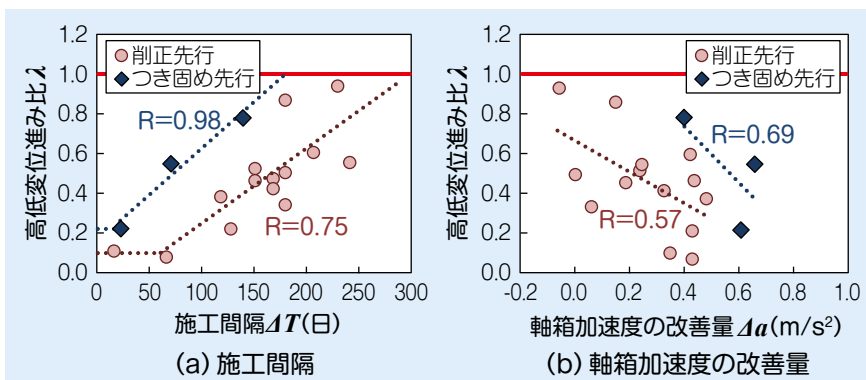 1.2
1.0
0.8
0.6
0.4
0.2
0.0
高低変位進み比λ
削正先行
つき固め先行
R=0.98
R=0.75
0
50
100
150
200
250
300
施工間隔ΔT(日)
(a) 施工間隔
1.2
1.0
0.8
0.6
0.4
0.2
0.0
高低変位進み比λ
削正先行
つき固め先行
R=0.69
R=0.57
-0.2
0.0
0.2
0.4
0.6
0.8
1.0
軸箱加速度の改善量Δa(m/s²)
(b) 軸箱加速度の改善量